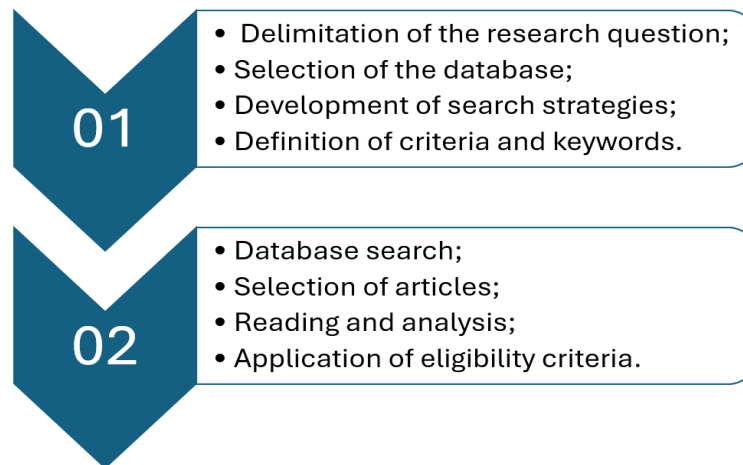 01
• Delimitation of the research question;
• Selection of the database;
• Development of search strategies;
• Definition of criteria and keywords.
02
• Database search;
• Selection of articles;
• Reading and analysis;
• Application of eligibility criteria.